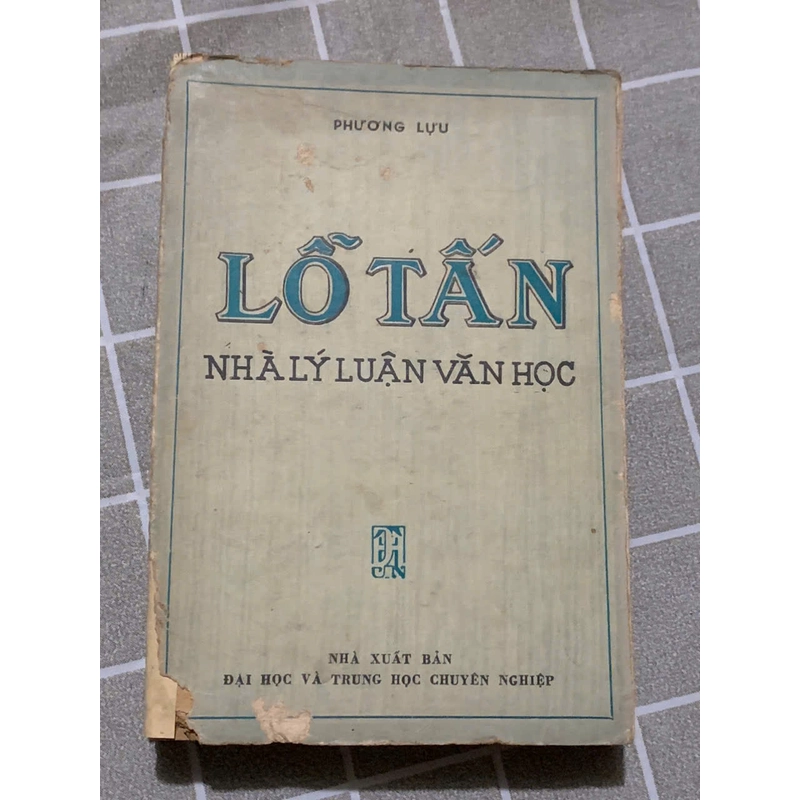 PHƯƠNG LỰU
LỖ TẤN
NHÀ LÝ LUẬN VĂN HỌC
NHÀ XUẤT BẢN
ĐẠI HỌC VÀ TRUNG HỌC CHUYÊN NGHIỆP